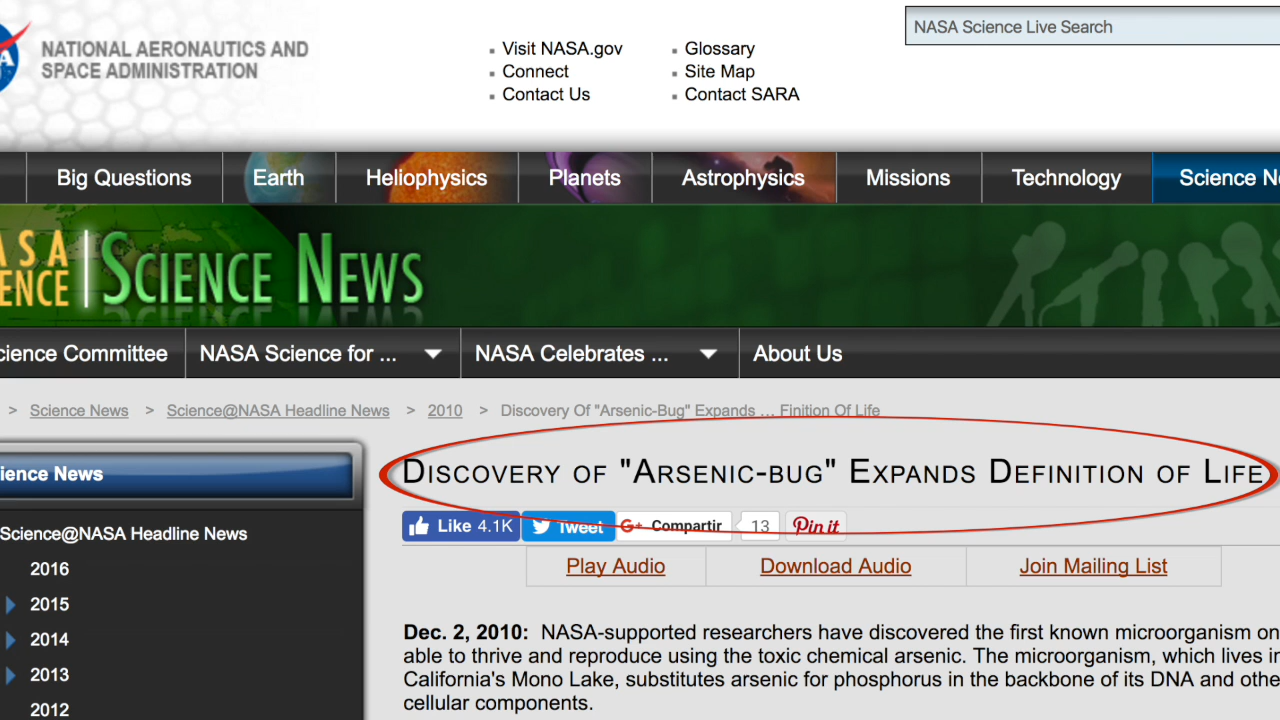 NASA Science Live Search
NATIONAL AERONAUTICS AND
SPACE ADMINISTRATION
Visit NASA.gov
Connect
Contact Us
Glossary
Site Map
Contact SARA
Big Questions
Earth
Heliophysics
Planets
Astrophysics
Missions
Technology
Science
SCIENCE NEWS
Committee
NASA Science for ...
NASA Celebrates ...
About Us
> Science News > Science@NASA Headline News > 2010 > Discovery Of "Arsenic-Bug" Expands ... Finition Of Life
News
DISCOVERY OF "ARSENIC-BUG" EXPANDS DEFINITION OF LIFE
Like 4.1K
Tweet
G+ Compartir
13
Pin it
Science@NASA Headline News
Play Audio
Download Audio
Join Mailing List
2016
2015
2014
2013
2012
Dec. 2, 2010: NASA-supported researchers have discovered the first known microorganism on
able to thrive and reproduce using the toxic chemical arsenic. The microorganism, which lives in
California's Mono Lake, substitutes arsenic for phosphorus in the backbone of its DNA and
cellular components.